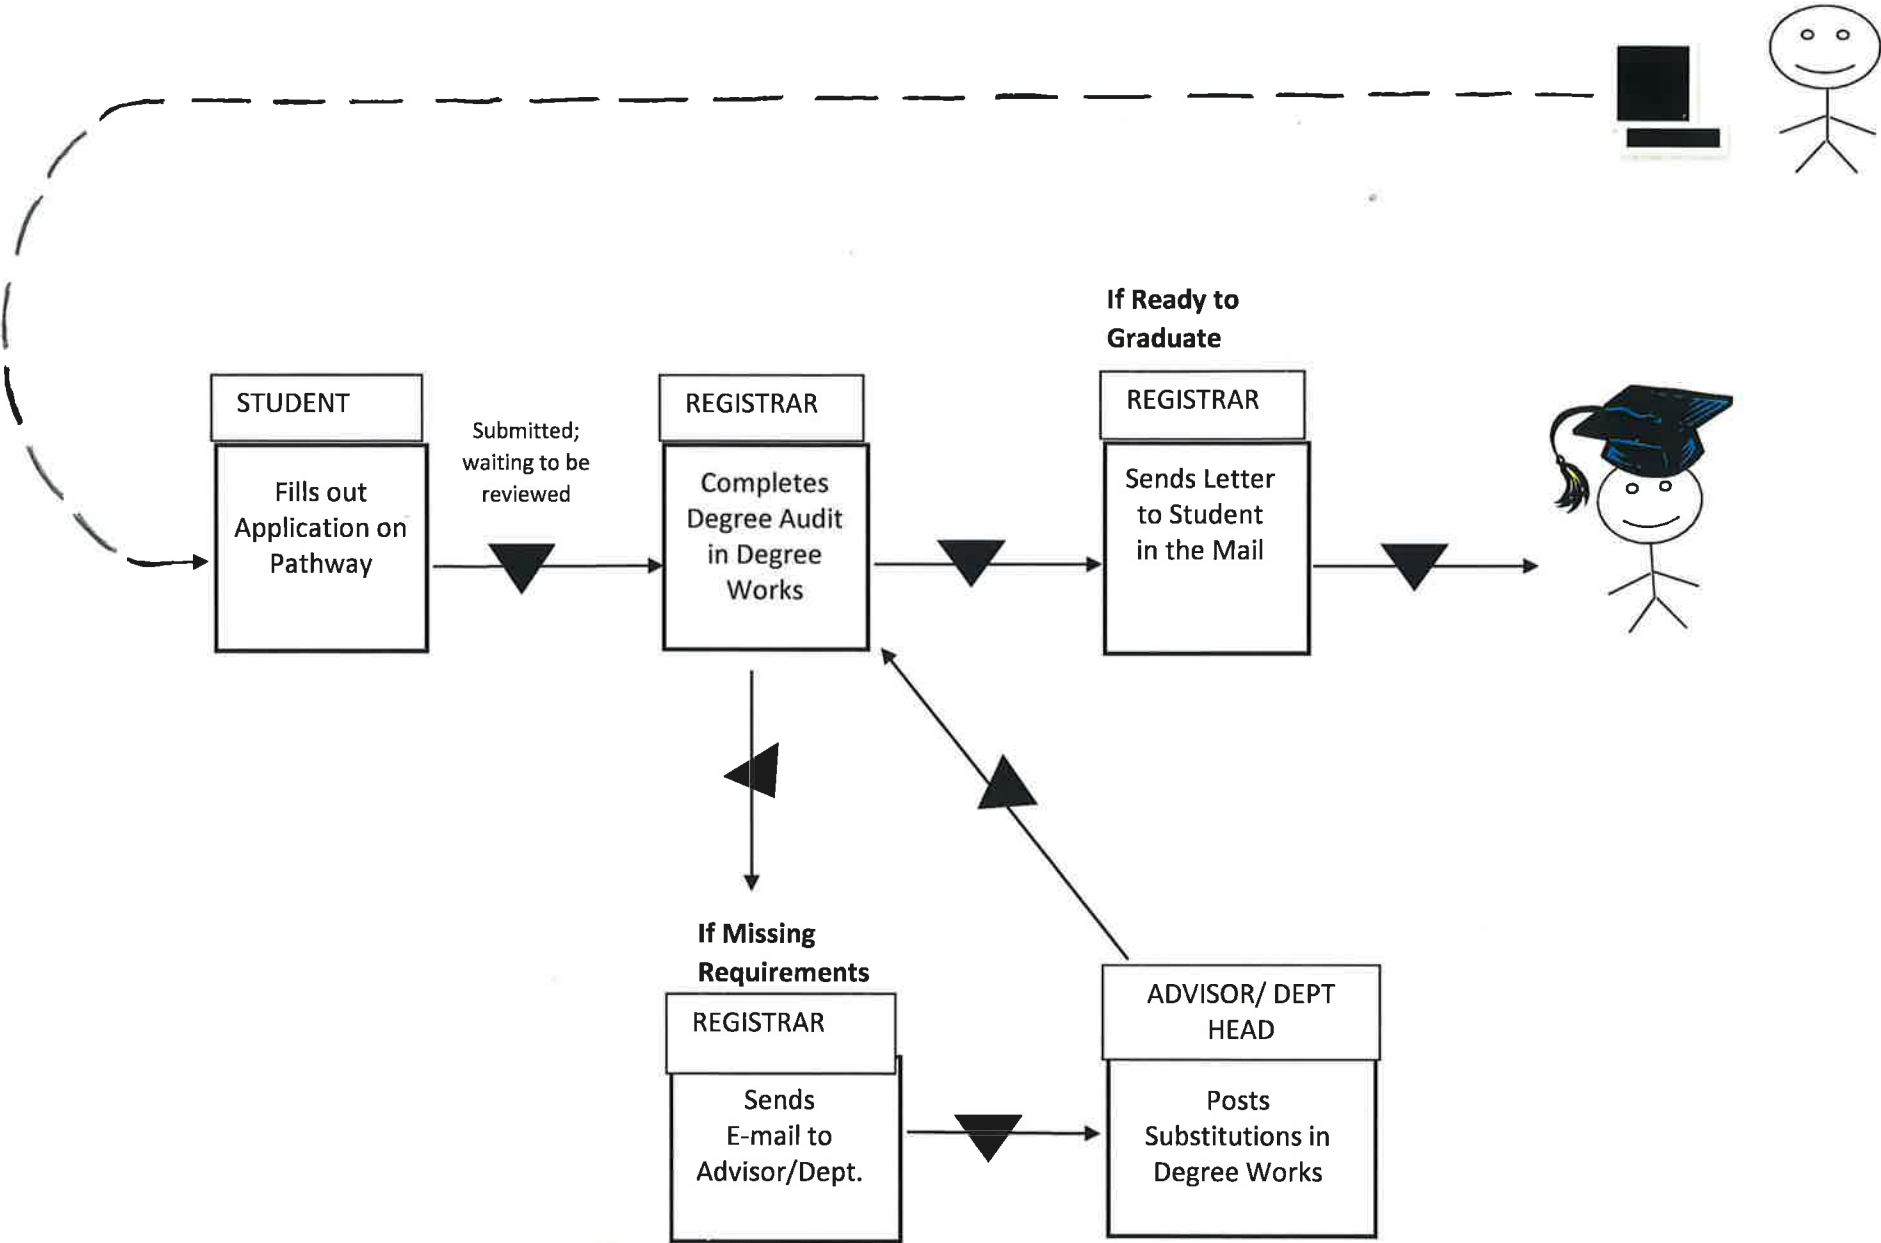 If Ready to
Graduate
STUDENT
Submitted;
waiting to be
reviewed
REGISTRAR
REGISTRAR
Fills out
Application on
Pathway
Completes
Degree Audit
in Degree
Works
Sends Letter
to Student
in the Mail
If Missing
Requirements
REGISTRAR
Sends
E-mail to
Advisor/Dept.
ADVISOR/ DEPT
HEAD
Posts
Substitutions in
Degree Works